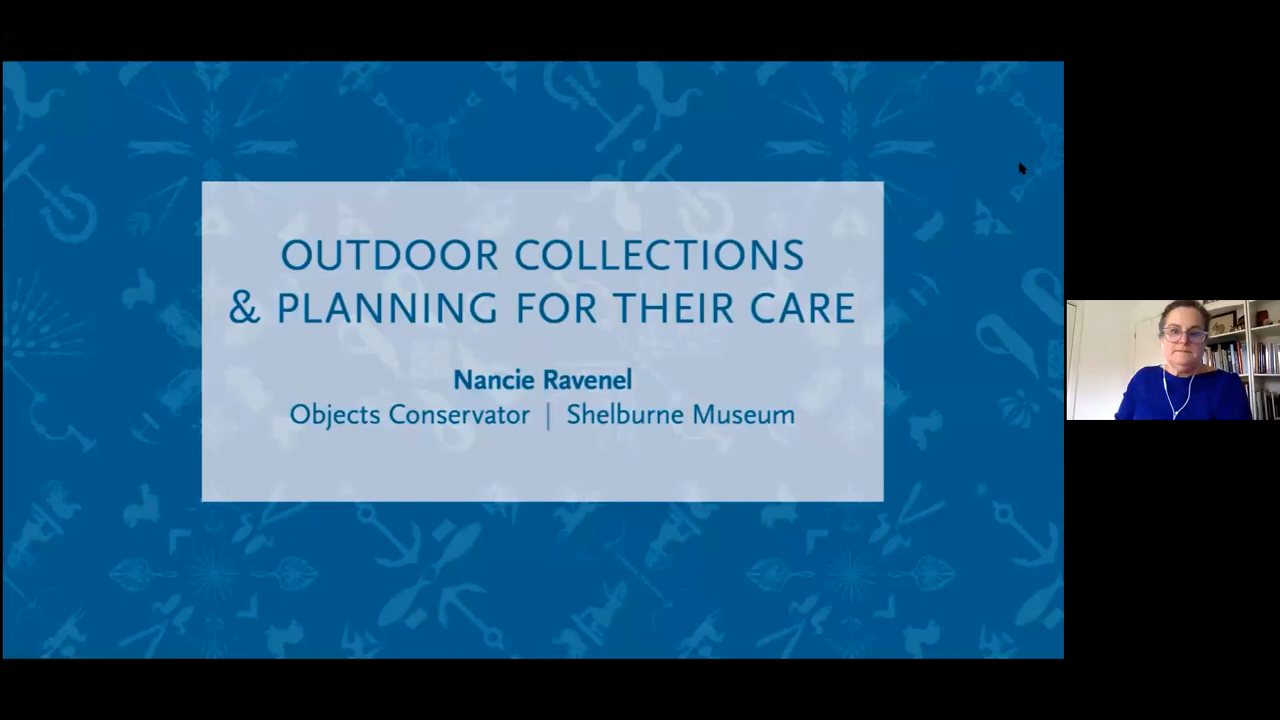 OUTDOOR COLLECTIONS
& PLANNING FOR THEIR CARE
Nancie Ravenel
Objects Conservator | Shelburne Museum